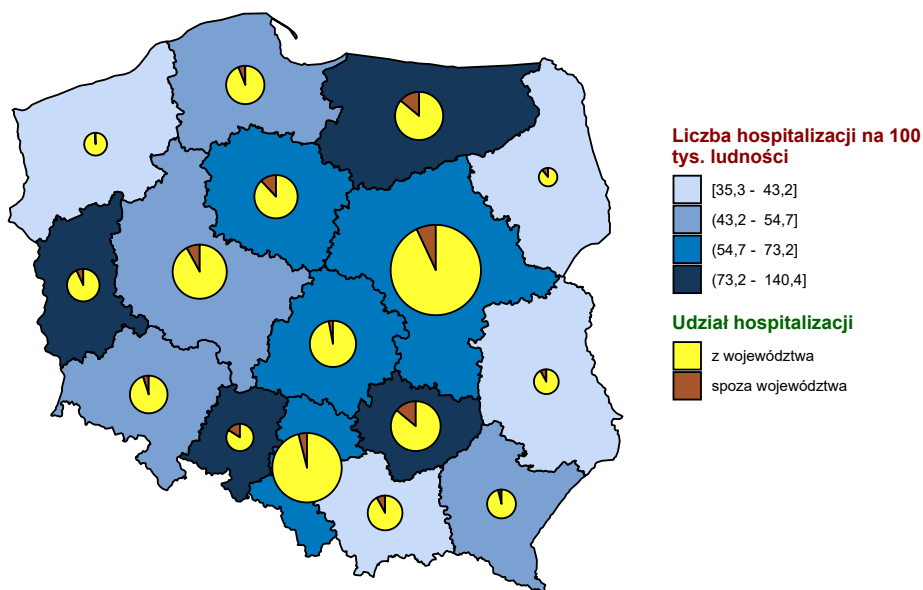 Liczba hospitalizacji na 100
tys. ludności
[35,3 - 43,2]
(43,2 - 54,7]
(54,7 - 73,2]
(73,2 - 140,4]
Udział hospitalizacji
z województwa
spoza województwa